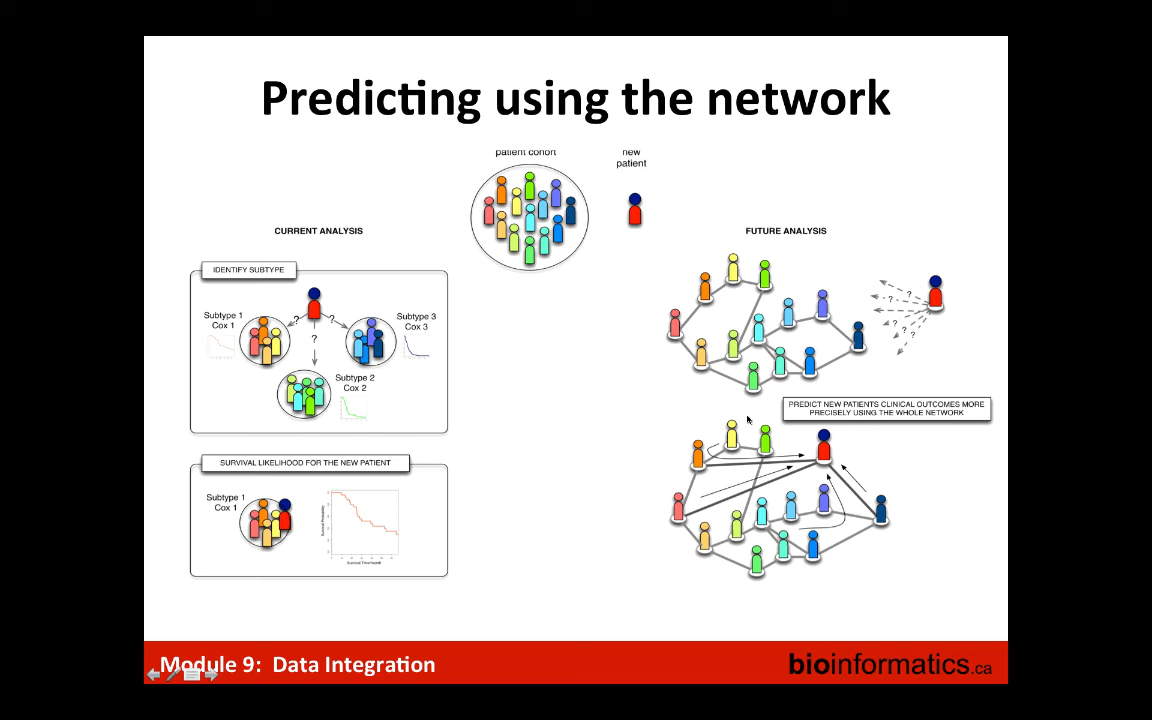 Predicting using the network
patient cohort
new
patient
CURRENT ANALYSIS
IDENTIFY SUBTYPE
Subtype 1
Cox 1
?
?
?
Subtype 3
Cox 3
Subtype 2
Cox 2
SURVIVAL LIKELIHOOD FOR THE NEW PATIENT
Subtype 1
Cox 1
Survival Probability
FUTURE ANALYSIS
?
?
?
?
?
PREDICT NEW PATIENTS CLINICAL OUTCOMES MORE
PRECISELY USING THE WHOLE NETWORK
Module 9: Data Integration
bioinformatics.ca